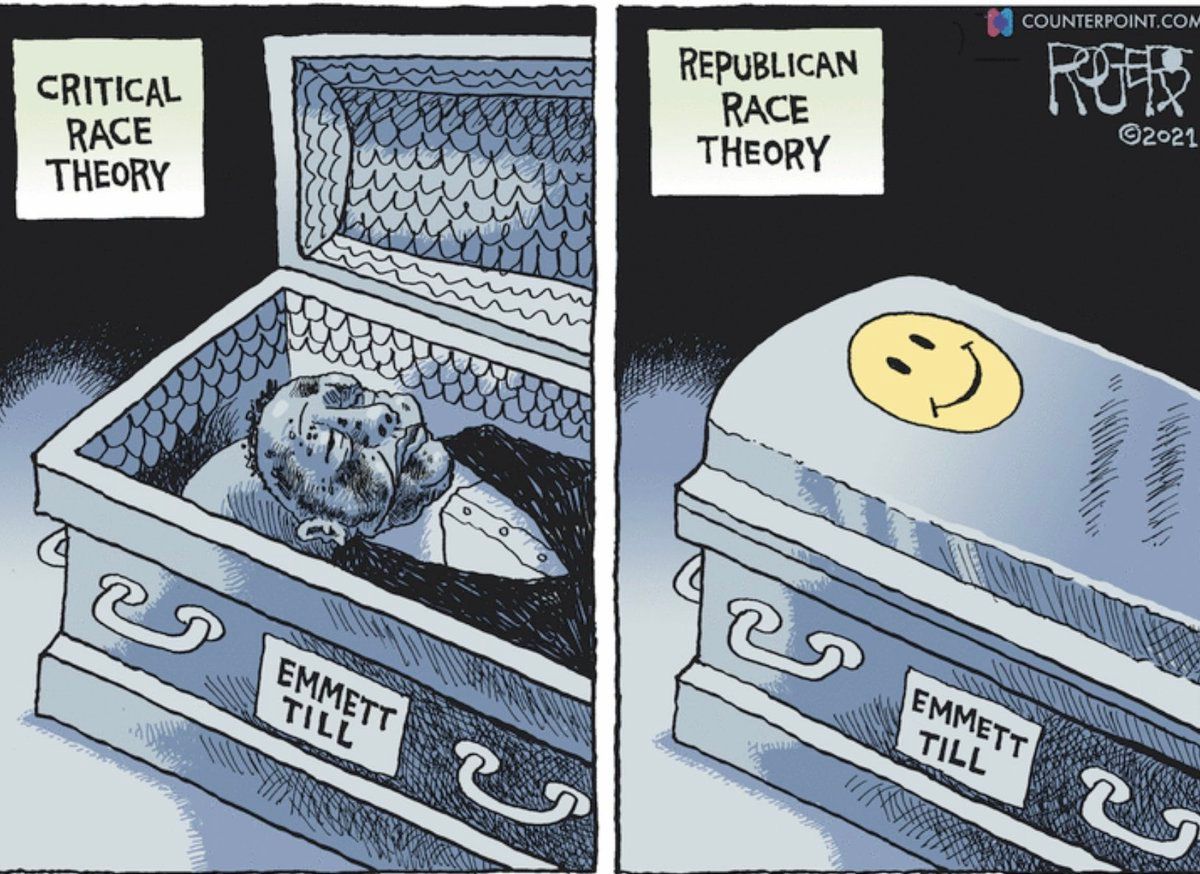 CRITICAL
RACE
THEORY
EMMETT
TILL
COUNTERPOINT.COM
ROGERS
©2021
REPUBLICAN
RACE
THEORY
EMMETT
TILL